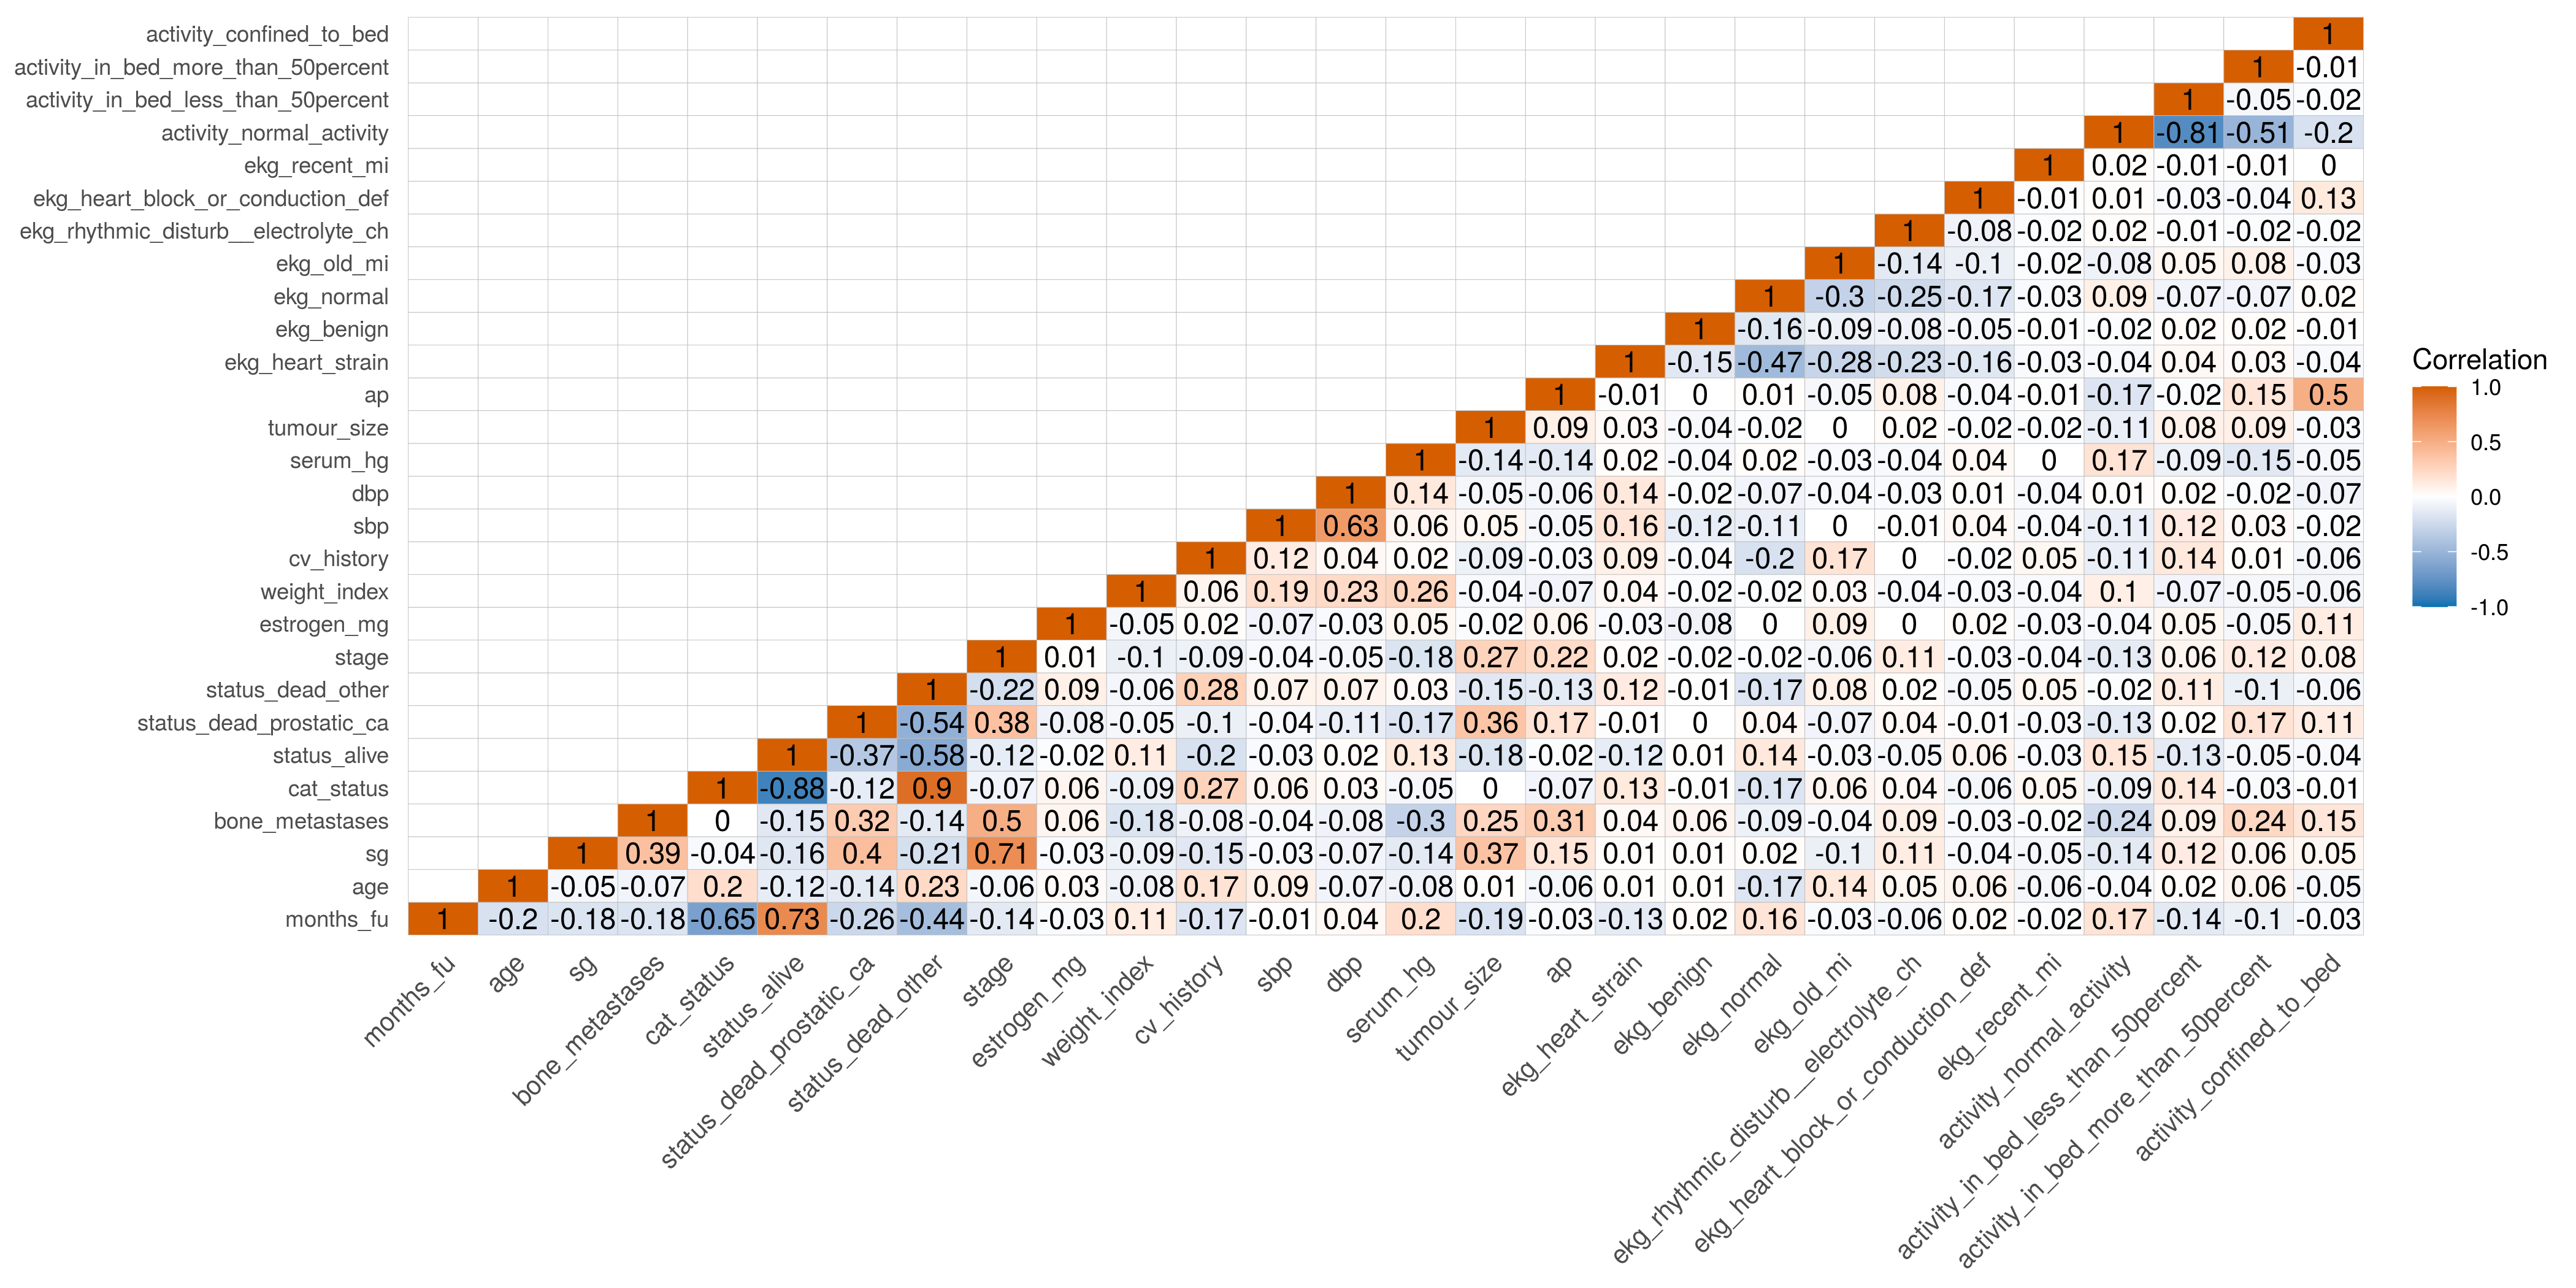 activity_confined_to_bed 1
activity_in_bed_more_than_50percent 1 -0.01
activity_in_bed_less_than_50percent 1 -0.05 -0.02
activity_normal_activity 1 -0.81 -0.51 -0.2
ekg_recent_mi 1 0.02 -0.01 -0.01 0
ekg_heart_block_or_conduction_def 1 -0.01 0.01 -0.03 -0.04 0.13
ekg_rhythmic_disturb__electrolyte_ch 1 -0.08 -0.02 0.02 -0.01 -0.02 -0.02
ekg_old_mi 1 -0.14 -0.1 -0.02 -0.08 0.05 0.08 -0.03
ekg_normal 1 -0.3 -0.25 -0.17 -0.03 0.09 -0.07 -0.07 0.02
ekg_benign 1 -0.16 -0.09 -0.08 -0.05 -0.01 -0.02 0.02 0.02 -0.01
ekg_heart_strain 1 -0.15 -0.47 -0.28 -0.23 -0.16 -0.03 -0.04 0.04 0.03 -0.04
ap 1 -0.01 0 0.01 -0.05 0.08 -0.04 -0.01 -0.17 -0.02 0.15 0.5
tumour_size 1 0.09 0.03 -0.04 -0.02 0 0.02 -0.02 -0.02 -0.11 0.08 0.09 -0.03
serum_hg 1 -0.14 -0.14 0.02 -0.04 0.02 -0.03 -0.04 0.04 0 0.17 -0.09 -0.15 -0.05
dbp 1 0.14 -0.05 -0.06 0.14 -0.02 -0.07 -0.04 -0.03 0.01 -0.04 0.01 0.02 -0.02 -0.07
sbp 1 0.63 0.06 0.05 -0.05 0.16 -0.12 -0.11 0 -0.01 0.04 -0.04 -0.11 0.12 0.03 -0.02
cv_history 1 0.12 0.04 0.02 -0.09 -0.03 0.09 -0.04 -0.2 0.17 0 -0.02 0.05 -0.11 0.14 0.01 -0.06
weight_index 1 0.06 0.19 0.23 0.26 -0.04 -0.07 0.04 -0.02 -0.02 0.03 -0.04 -0.03 -0.04 0.1 -0.07 -0.05 -0.06
estrogen_mg 1 -0.05 0.02 -0.07 -0.03 0.05 -0.02 0.06 -0.03 -0.08 0 0.09 0 0.02 -0.03 -0.04 0.05 -0.05 0.11
stage 1 0.01 -0.1 -0.09 -0.04 -0.05 -0.18 0.27 0.22 0.02 -0.02 -0.02 -0.06 0.11 -0.03 -0.04 -0.13 0.06 0.12 0.08
status_dead_other 1 -0.22 0.09 -0.06 0.28 0.07 0.07 0.03 -0.15 -0.13 0.12 -0.01 -0.17 0.08 0.02 -0.05 0.05 -0.02 0.11 -0.1 -0.06
status_dead_prostatic_ca 1 -0.54 0.38 -0.08 -0.05 -0.1 -0.04 -0.11 -0.17 0.36 0.17 -0.01 0 0.04 -0.07 0.04 -0.01 -0.03 -0.13 0.02 0.17 0.11
status_alive 1 -0.37 -0.58 -0.12 -0.02 0.11 -0.2 -0.03 0.02 0.13 -0.18 -0.02 -0.12 0.01 0.14 -0.03 -0.05 0.06 -0.03 0.15 -0.13 -0.05 -0.04
cat_status 1 -0.88 -0.12 0.9 -0.07 0.06 -0.09 0.27 0.06 0.03 -0.05 0 -0.07 0.13 -0.01 -0.17 0.06 0.04 -0.06 0.05 -0.09 0.14 -0.03 -0.01
bone_metastases 1 0 -0.15 0.32 -0.14 0.5 0.06 -0.18 -0.08 -0.04 -0.08 -0.3 0.25 0.31 0.04 0.06 -0.09 -0.04 0.09 -0.03 -0.02 -0.24 0.09 0.24 0.15
sg 1 0.39 -0.04 -0.16 0.4 -0.21 0.71 -0.03 -0.09 -0.15 -0.03 -0.07 -0.14 0.37 0.15 0.01 0.01 0.02 -0.1 0.11 -0.04 -0.05 -0.14 0.12 0.06 0.05
age 1 -0.05 -0.07 0.2 -0.12 -0.14 0.23 -0.06 0.03 -0.08 0.17 0.09 -0.07 -0.08 0.01 -0.06 0.01 0.01 -0.17 0.14 0.05 0.06 -0.06 -0.04 0.02 0.06 -0.05
months_fu 1 -0.2 -0.18 -0.18 -0.65 0.73 -0.26 -0.44 -0.14 -0.03 0.11 -0.17 -0.01 0.04 0.2 -0.19 -0.03 -0.13 0.02 0.16 -0.03 -0.06 0.02 -0.02 0.17 -0.14 -0.1 -0.03
months_fu
age
sg
bone_metastases
cat_status
status_alive
status_dead_prostatic_ca
status_dead_other
stage
estrogen_mg
weight_index
cv_history
sbp
dbp
serum_hg
tumour_size
ap
ekg_heart_strain
ekg_benign
ekg_normal
ekg_old_mi
ekg_rhythmic_disturb__electrolyte_ch
ekg_heart_block_or_conduction_def
ekg_recent_mi
activity_normal_activity
activity_in_bed_less_than_50percent
activity_in_bed_more_than_50percent
activity_confined_to_bed
Correlation
1.0
0.5
0.0
-0.5
-1.0